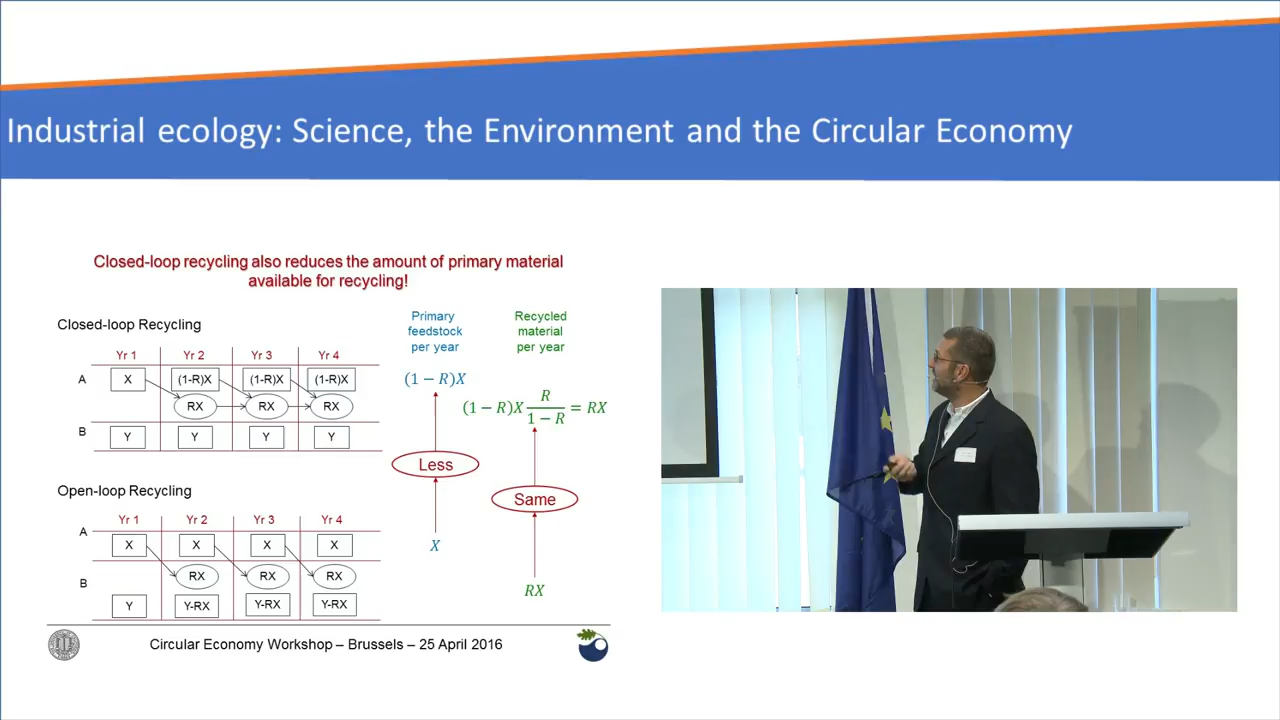 Industrial ecology: Science, the Environment and the Circular Economy
Closed-loop recycling also reduces the amount of primary material
available for recycling!
Closed-loop Recycling
Yr 1 Yr 2 Yr 3 Yr 4
A X (1-R)X (1-R)X (1-R)X
RX RX RX
B Y Y Y Y
Open-loop Recycling
Yr 1 Yr 2 Yr 3 Yr 4
A
X X X X
B RX RX RX
Y Y-RX Y-RX Y-RX
Primary
feedstock
per year
(1 − R)X
Less
X
Recycled
material
per year
(1 − R)X R/(1 − R) = RX
Same
RX
Circular Economy Workshop – Brussels – 25 April 2016